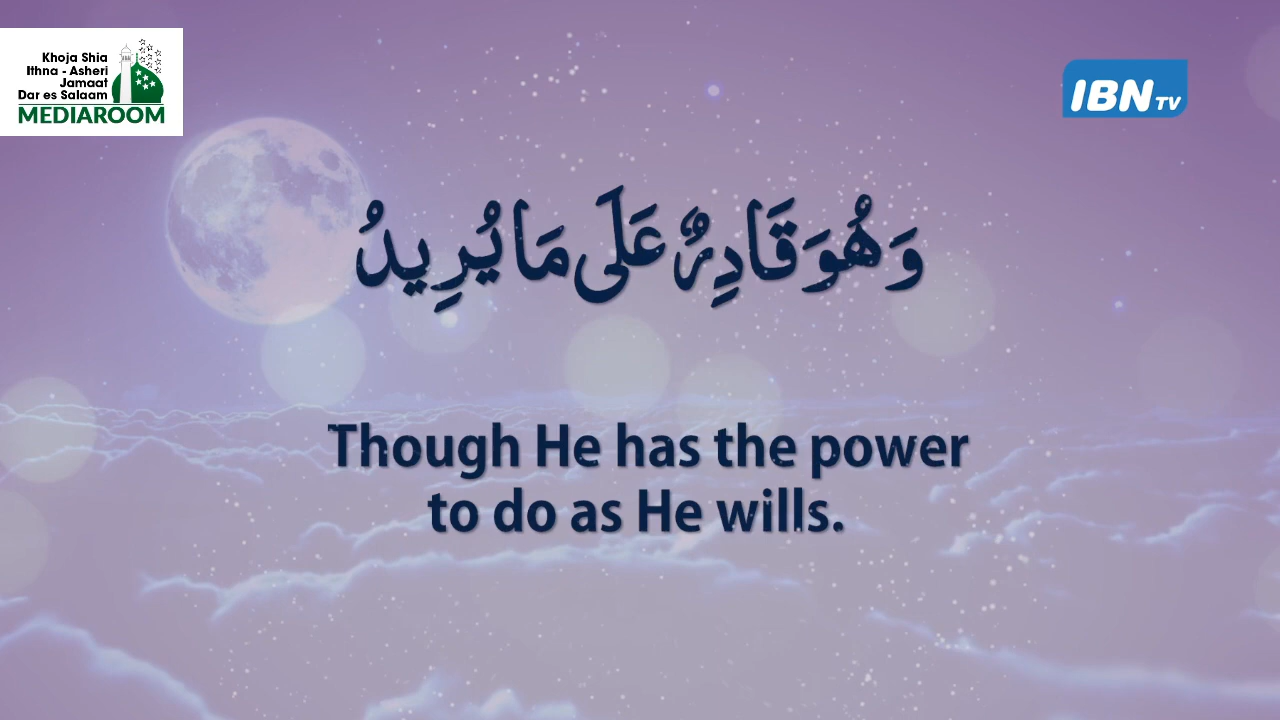 Khoja Shia
Ithna - Asheri
Jamaat
Dar es Salaam
MEDIAROOM
IBN TV
وَهُوَ قَادِرٌ عَلَى مَا يُرِيدُ
Though He has the power
to do as He wills.